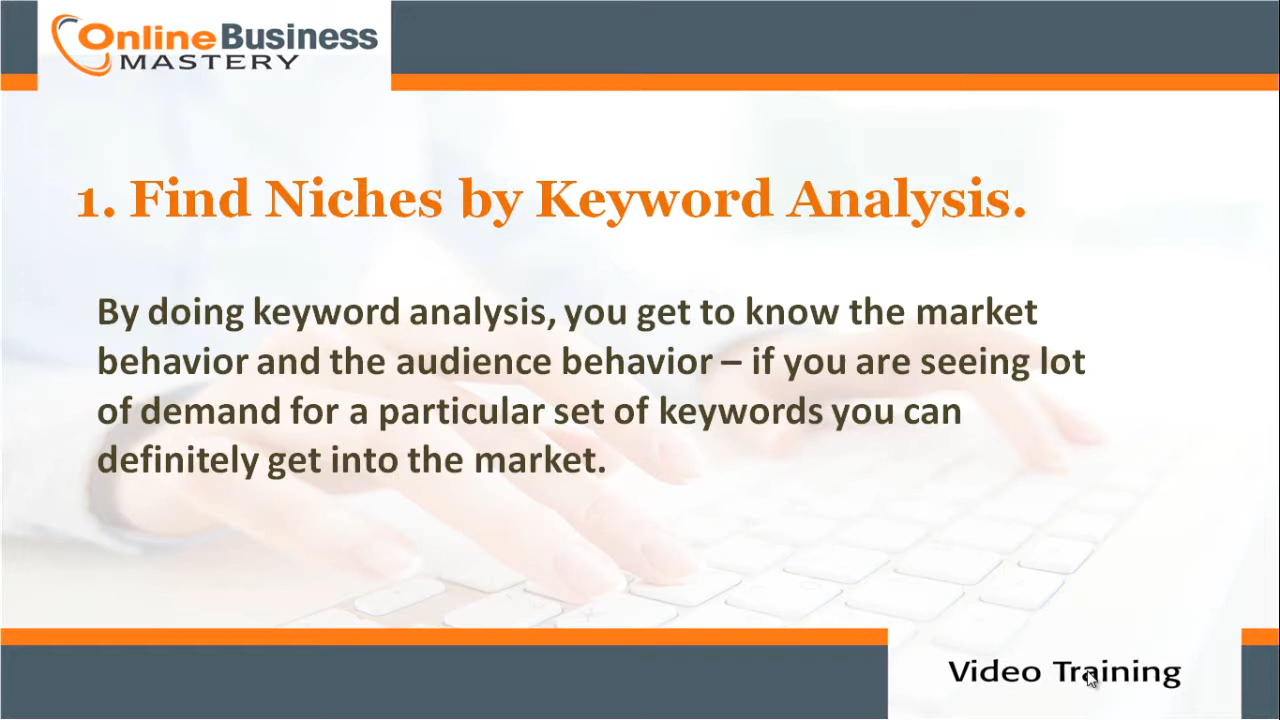 Online Business
MASTERY
1. Find Niches by Keyword Analysis.
By doing keyword analysis, you get to know the market
behavior and the audience behavior – if you are seeing lot
of demand for a particular set of keywords you can
definitely get into the market.
Video Training